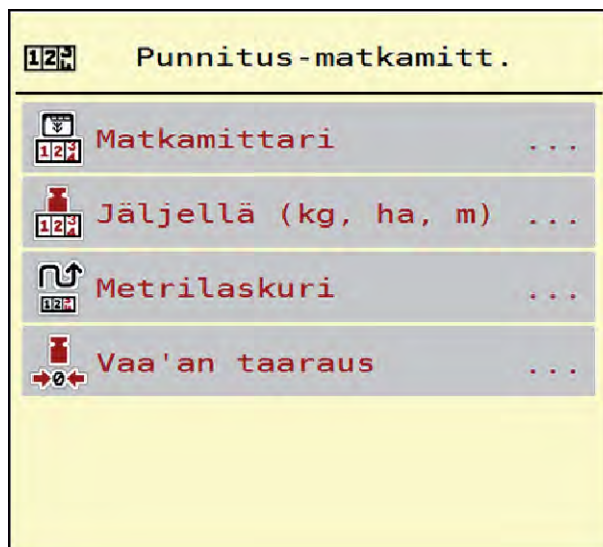 Punnitus-matkamitt.
Matkamittari ...
Jäljellä (kg, ha, m) ...
Metrilaskuri ...
Vaa'an taaraus ...